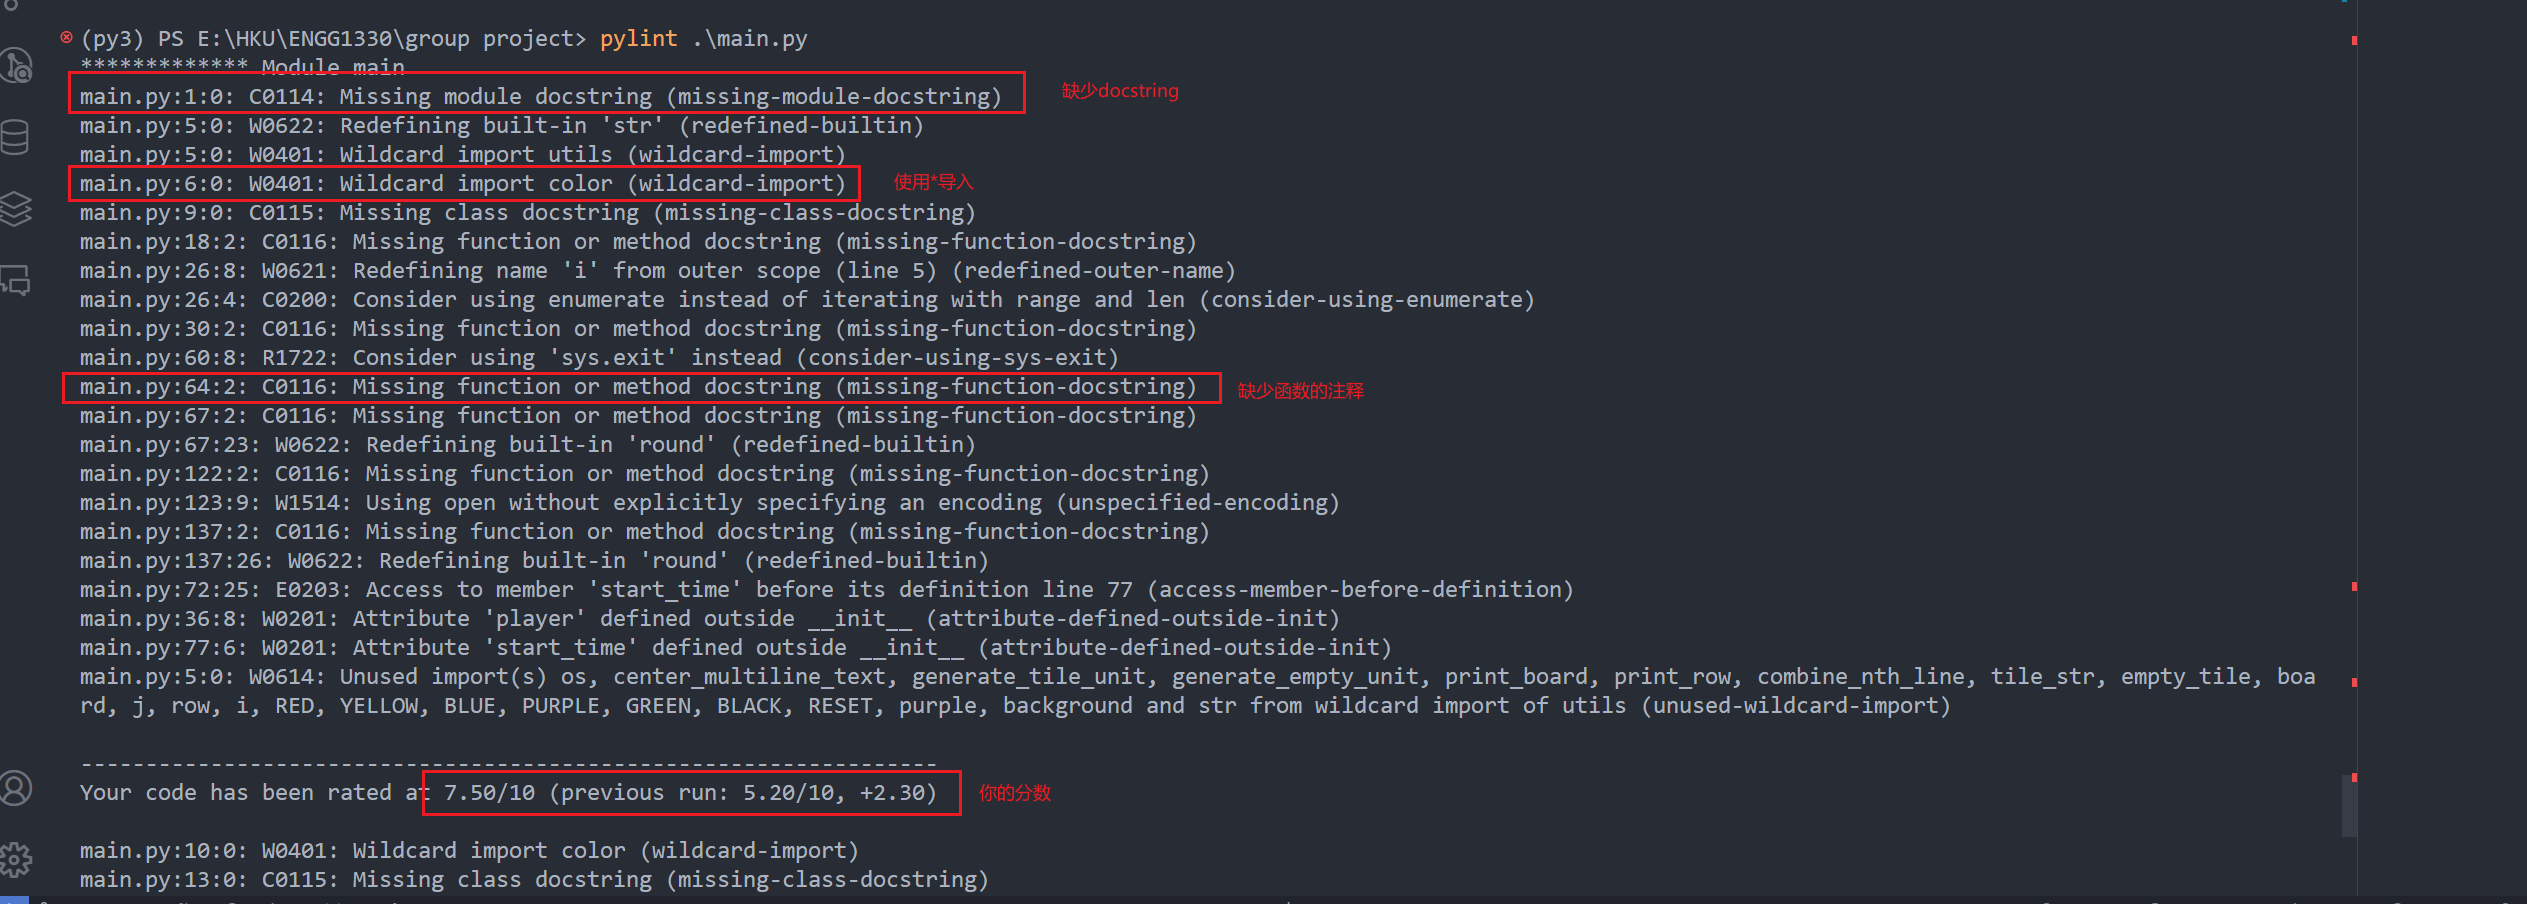 (py3) PS E:\HKU\ENGG1330\group project> pylint .\main.py
************* Module main
main.py:1:0: C0114: Missing module docstring (missing-module-docstring) 缺少docstring
main.py:5:0: W0622: Redefining built-in 'str' (redefined-builtin)
main.py:5:0: W0401: Wildcard import utils (wildcard-import)
main.py:6:0: W0401: Wildcard import color (wildcard-import) 使用*导入
main.py:9:0: C0115: Missing class docstring (missing-class-docstring)
main.py:18:2: C0116: Missing function or method docstring (missing-function-docstring)
main.py:26:8: W0621: Redefining name 'i' from outer scope (line 5) (redefined-outer-name)
main.py:26:4: C0200: Consider using enumerate instead of iterating with range and len (consider-using-enumerate)
main.py:30:2: C0116: Missing function or method docstring (missing-function-docstring)
main.py:60:8: R1722: Consider using 'sys.exit' instead (consider-using-sys-exit)
main.py:64:2: C0116: Missing function or method docstring (missing-function-docstring) 缺少函数的注释
main.py:67:2: C0116: Missing function or method docstring (missing-function-docstring)
main.py:67:23: W0622: Redefining built-in 'round' (redefined-builtin)
main.py:122:2: C0116: Missing function or method docstring (missing-function-docstring)
main.py:123:9: W1514: Using open without explicitly specifying an encoding (unspecified-encoding)
main.py:137:2: C0116: Missing function or method docstring (missing-function-docstring)
main.py:137:26: W0622: Redefining built-in 'round' (redefined-builtin)
main.py:72:25: E0203: Access to member 'start_time' before its definition line 77 (access-member-before-definition)
main.py:36:8: W0201: Attribute 'player' defined outside __init__ (attribute-defined-outside-init)
main.py:77:6: W0201: Attribute 'start_time' defined outside __init__ (attribute-defined-outside-init)
main.py:5:0: W0614: Unused import(s) os, center_multiline_text, generate_tile_unit, generate_empty_unit, print_board, print_row, combine_nth_line, tile_str, empty_tile, boa
rd, j, row, i, RED, YELLOW, BLUE, PURPLE, GREEN, BLACK, RESET, purple, background and str from wildcard import of utils (unused-wildcard-import)
------------------------------------------------------------------
Your code has been rated at 7.50/10 (previous run: 5.20/10, +2.30) 你的分数
main.py:10:0: W0401: Wildcard import color (wildcard-import)
main.py:13:0: C0115: Missing class docstring (missing-class-docstring)